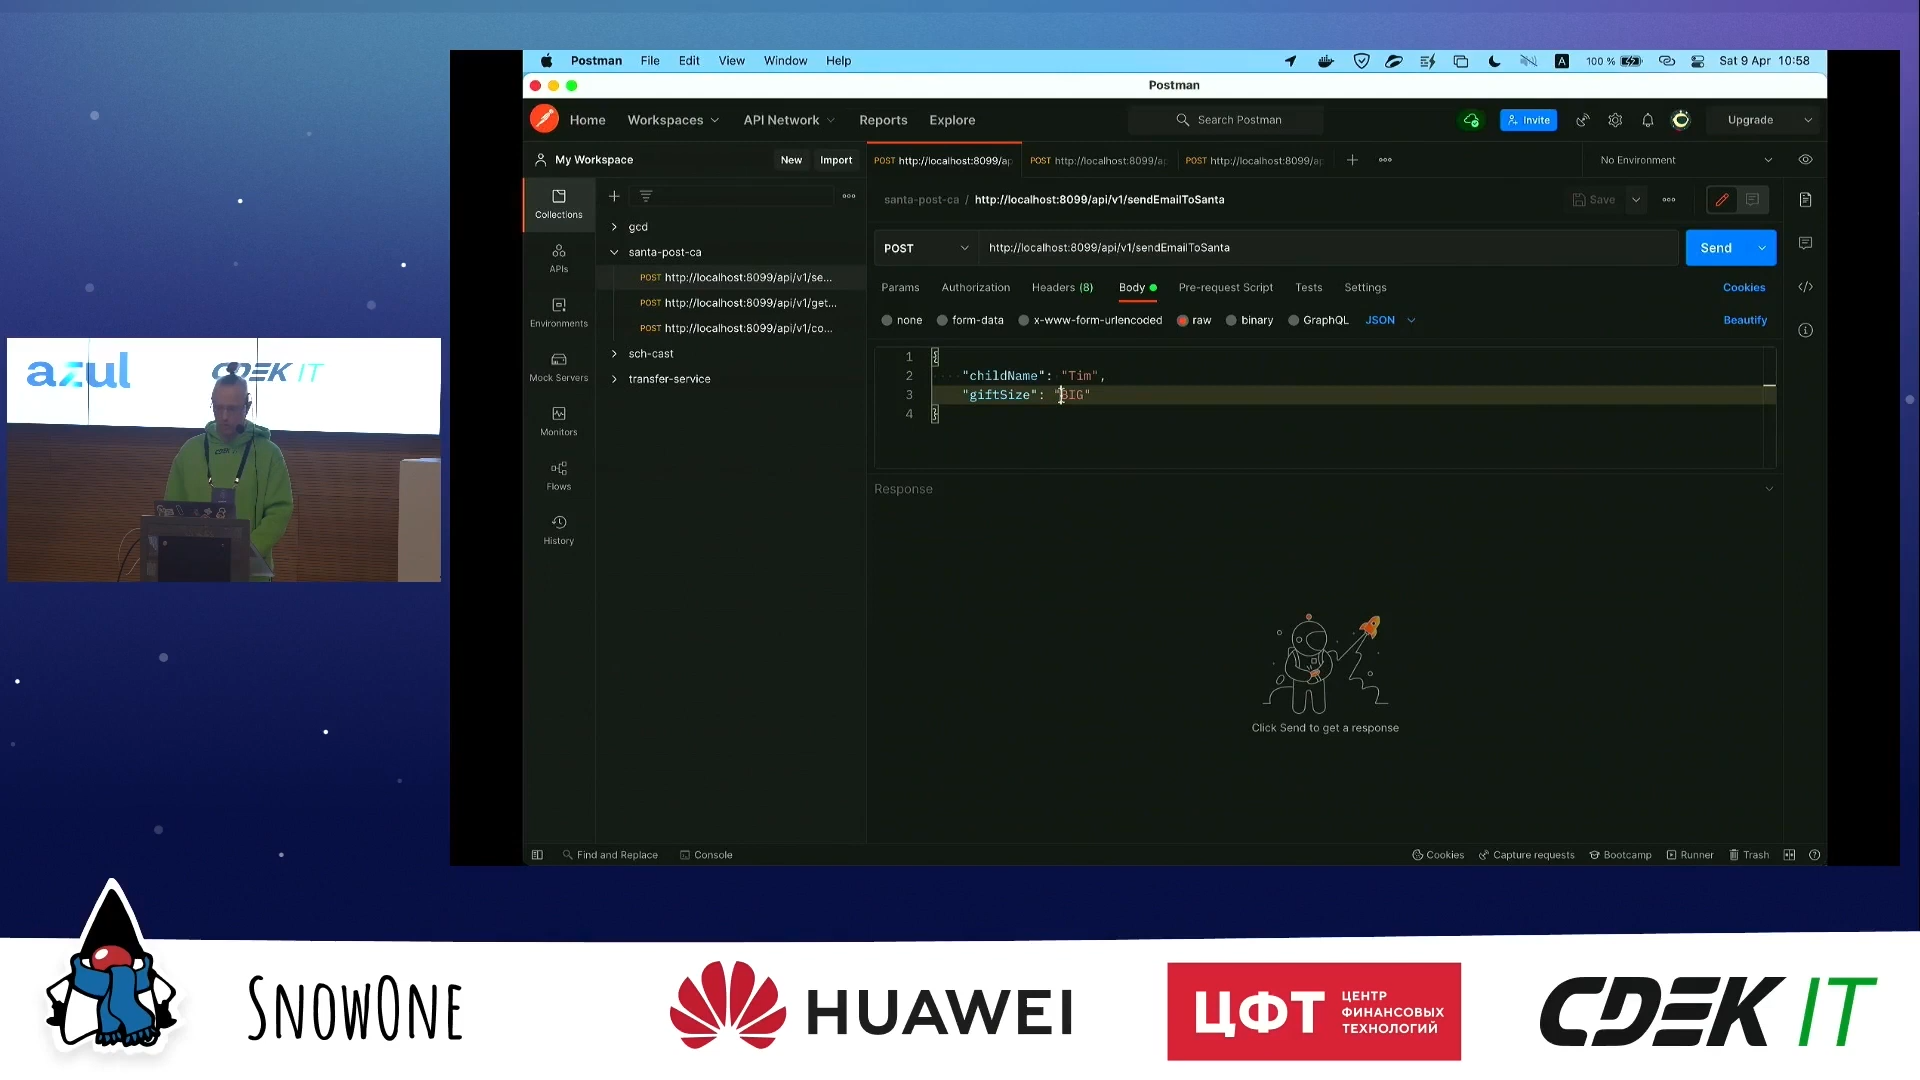 Postman File Edit View Window Help
A 100 % Sat 9 Apr 10:58
Postman
Home Workspaces API Network Reports Explore
Search Postman
Invite Upgrade
My Workspace New Import
POST http://localhost:8099/ap POST http://localhost:8099/a POST http://localhost:8099/a
No Environment
Collections
APIs
Environments
Mock Servers
Monitors
Flows
History
gcd
santa-post-ca
POST http://localhost:8099/api/v1/se...
POST http://localhost:8099/api/v1/get...
POST http://localhost:8099/api/v1/co...
sch-cast
transfer-service
santa-post-ca / http://localhost:8099/api/v1/sendEmailToSanta
Save
POST http://localhost:8099/api/v1/sendEmailToSanta
Send
Params Authorization Headers (8) Body Pre-request Script Tests Settings Cookies
none form-data x-www-form-urlencoded raw binary GraphQL JSON Beautify
1 {
2 "childName": "Tim",
3 "giftSize": "BIG"
4 }
Response
Click Send to get a response
Find and Replace Console
Cookies Capture requests Bootcamp Runner Trash
azul CDEK IT
CDEK IT
SnowOne
HUAWEI
ЦФТ
ЦЕНТР
ФИНАНСОВЫХ
ТЕХНОЛОГИЙ
CDEK IT